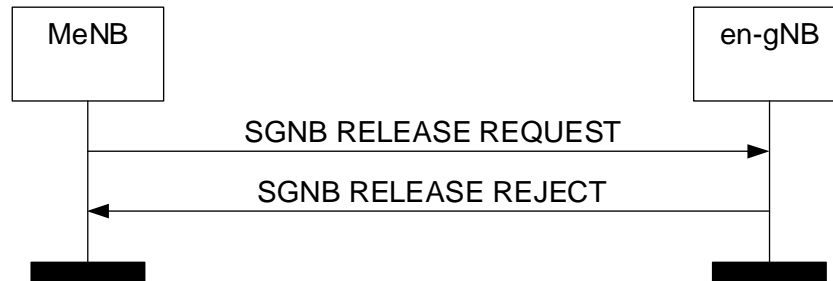 MeNB
en-gNB
SGNB RELEASE REQUEST
SGNB RELEASE REJECT